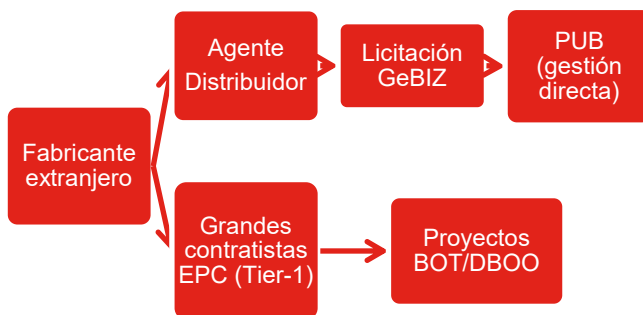 Fabricante
extranjero
Agente
Distribuidor
Licitación
GeBIZ
PUB
(gestión
directa)
Grandes
contratistas
EPC (Tier-1)
Proyectos
BOT/DBOO